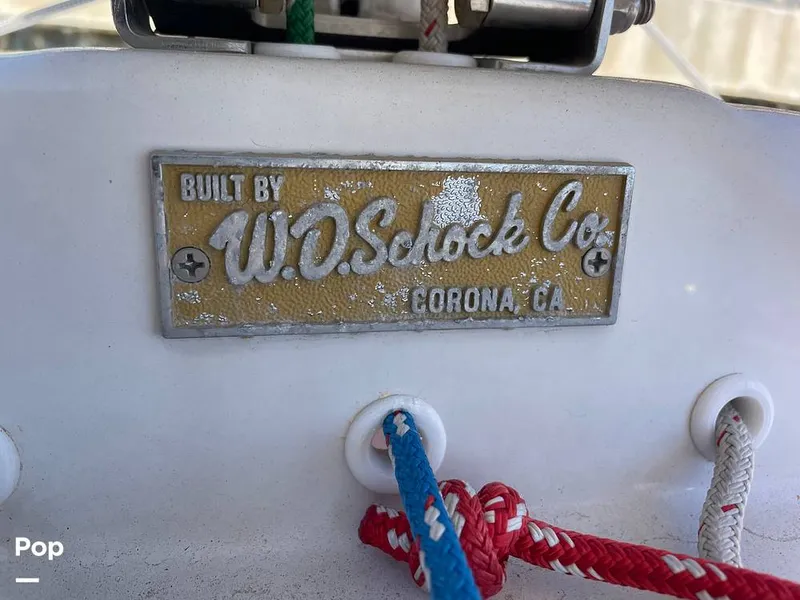 BUILT BY
W.D. Schock Co.
CORONA, CA
Pop